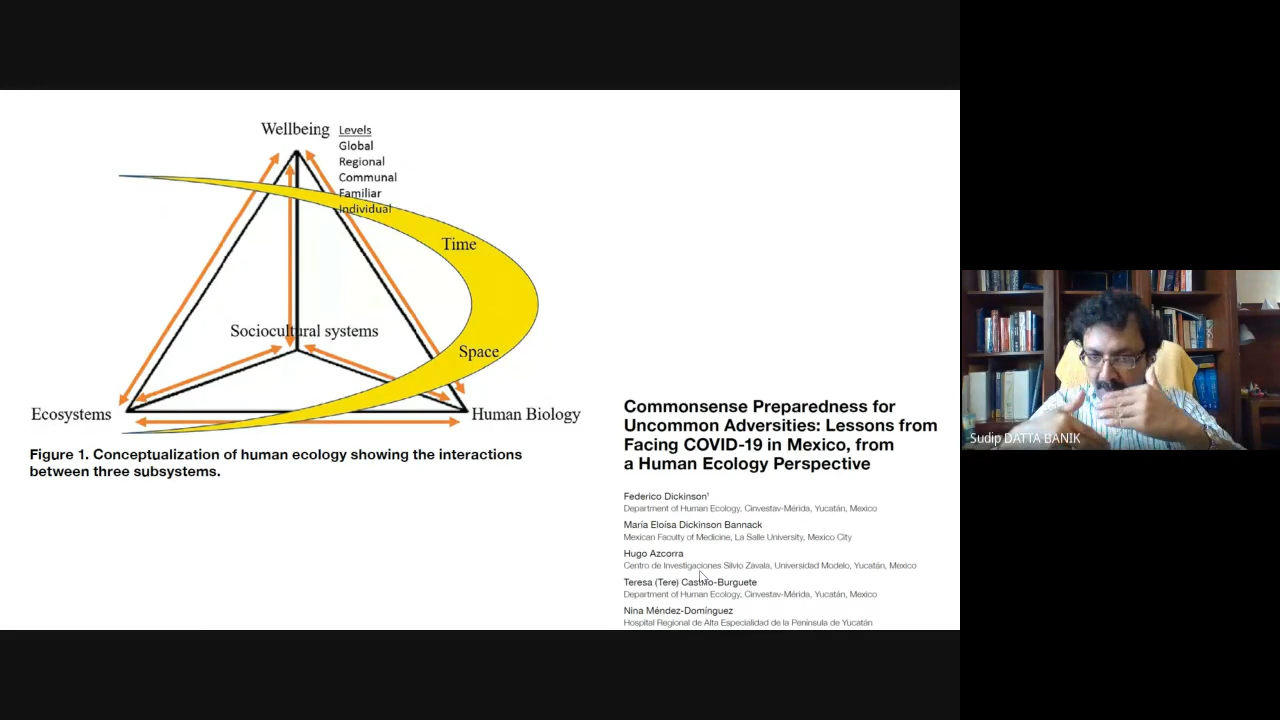 Wellbeing
Levels
Global
Regional
Communal
Familiar
Individual
Time
Sociocultural systems
Space
Ecosystems
Human Biology
Figure 1. Conceptualization of human ecology showing the interactions
between three subsystems.
Commonsense Preparedness for
Uncommon Adversities: Lessons from
Facing COVID-19 in Mexico, from
a Human Ecology Perspective
Federico Dickinson¹
Department of Human Ecology, Cinvestav-Mérida, Yucatán, Mexico
María Eloísa Dickinson Bannack
Mexican Faculty of Medicine, La Salle University, Mexico City
Hugo Azcorra
Centro de Investigaciones Silvio Zavala, Universidad Modelo, Yucatán, Mexico
Teresa (Tere) Castillo-Burguete
Department of Human Ecology, Cinvestav-Mérida, Yucatán, Mexico
Nina Méndez-Domínguez
Hospital Regional de Alta Especialidad de la Península de Yucatán
Sudip DATTA BANIK